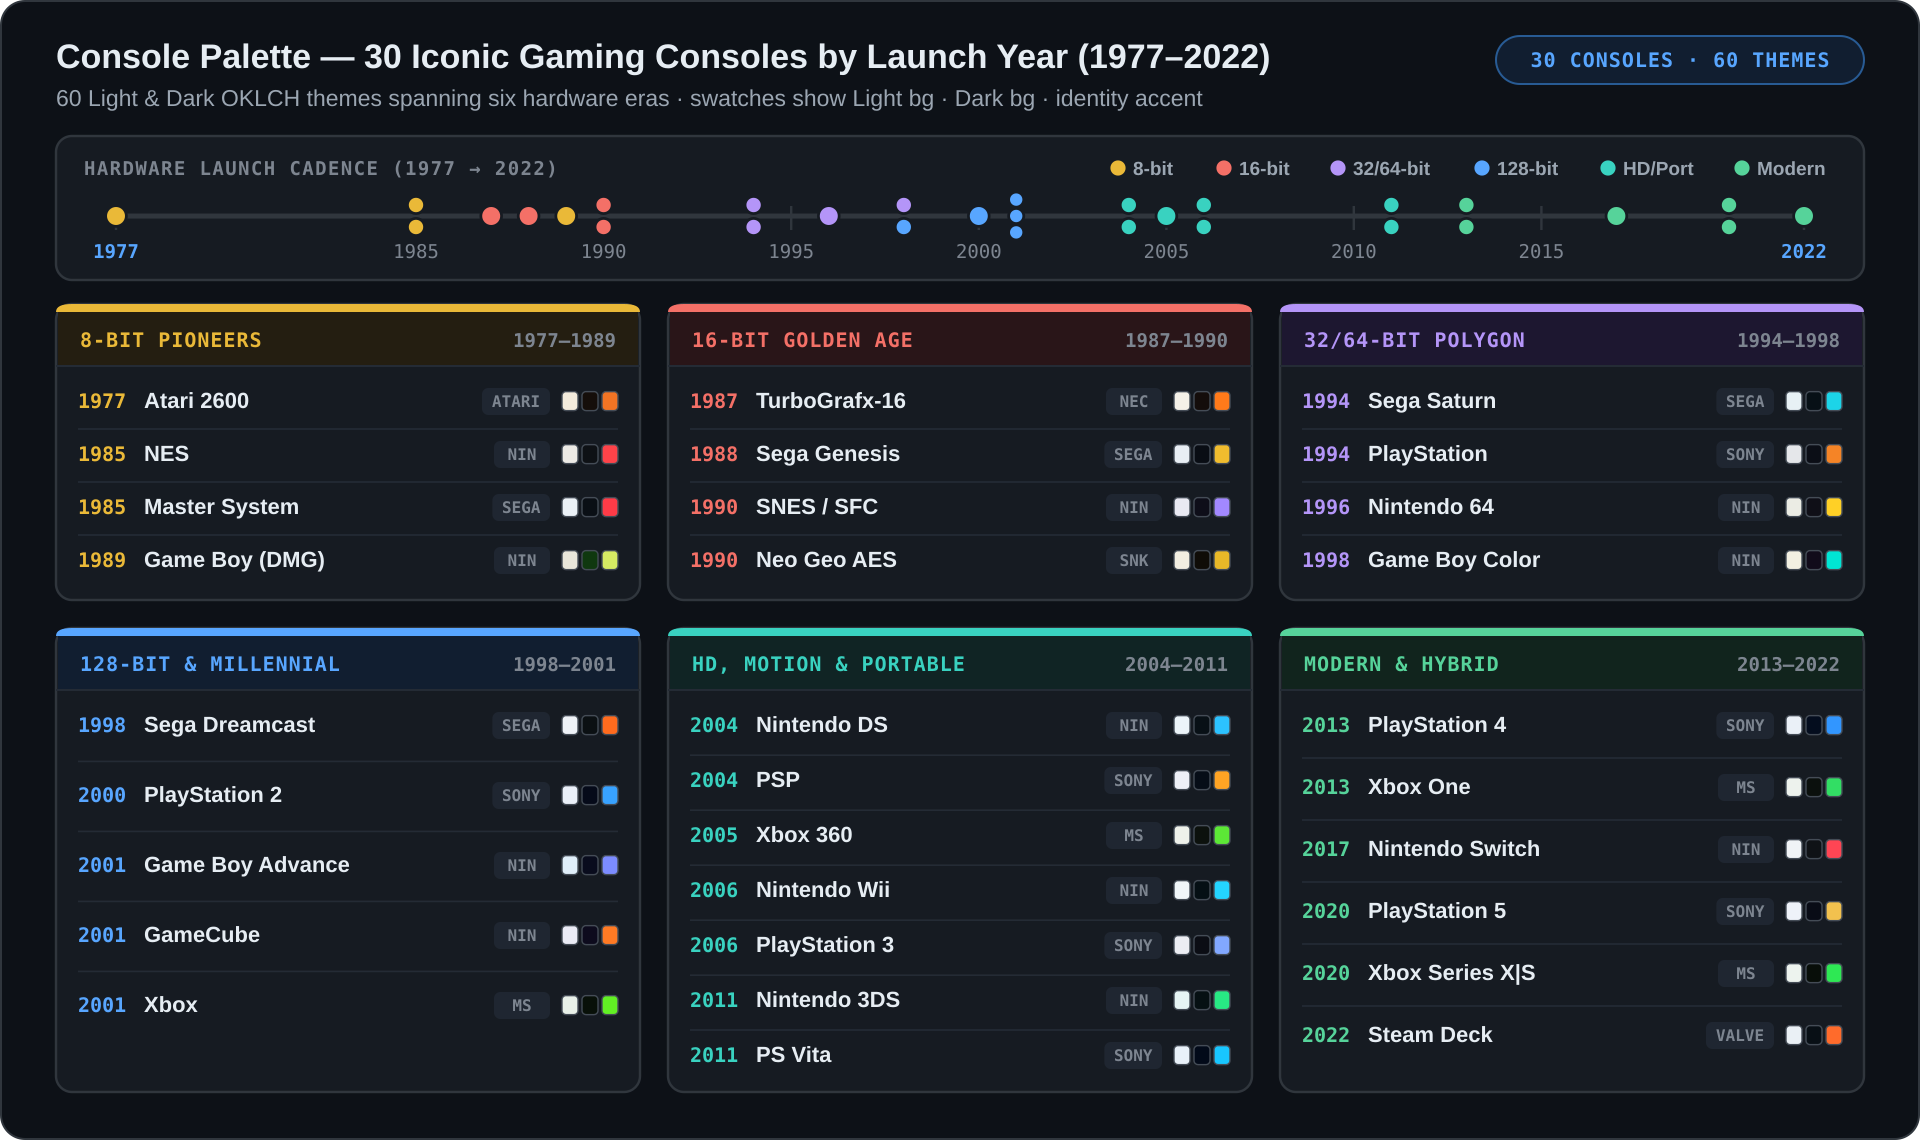 Console Palette — 30 Iconic Gaming Consoles by Launch Year (1977–2022)
30 CONSOLES · 60 THEMES
60 Light & Dark OKLCH themes spanning six hardware eras · swatches show Light bg · Dark bg · identity accent
HARDWARE LAUNCH CADENCE (1977 → 2022)
8-bit 16-bit 32/64-bit 128-bit HD/Port Modern
1977 1985 1990 1995 2000 2005 2010 2015 2022
8-BIT PIONEERS 1977–1989
1977 Atari 2600 ATARI
1985 NES NIN
1985 Master System SEGA
1989 Game Boy (DMG) NIN
16-BIT GOLDEN AGE 1987–1990
1987 TurboGrafx-16 NEC
1988 Sega Genesis SEGA
1990 SNES / SFC NIN
1990 Neo Geo AES SNK
32/64-BIT POLYGON 1994–1998
1994 Sega Saturn SEGA
1994 PlayStation SONY
1996 Nintendo 64 NIN
1998 Game Boy Color NIN
128-BIT & MILLENNIAL 1998–2001
1998 Sega Dreamcast SEGA
2000 PlayStation 2 SONY
2001 Game Boy Advance NIN
2001 GameCube NIN
2001 Xbox MS
HD, MOTION & PORTABLE 2004–2011
2004 Nintendo DS NIN
2004 PSP SONY
2005 Xbox 360 MS
2006 Nintendo Wii NIN
2006 PlayStation 3 SONY
2011 Nintendo 3DS NIN
2011 PS Vita SONY
MODERN & HYBRID 2013–2022
2013 PlayStation 4 SONY
2013 Xbox One MS
2017 Nintendo Switch NIN
2020 PlayStation 5 SONY
2020 Xbox Series X|S MS
2022 Steam Deck VALVE